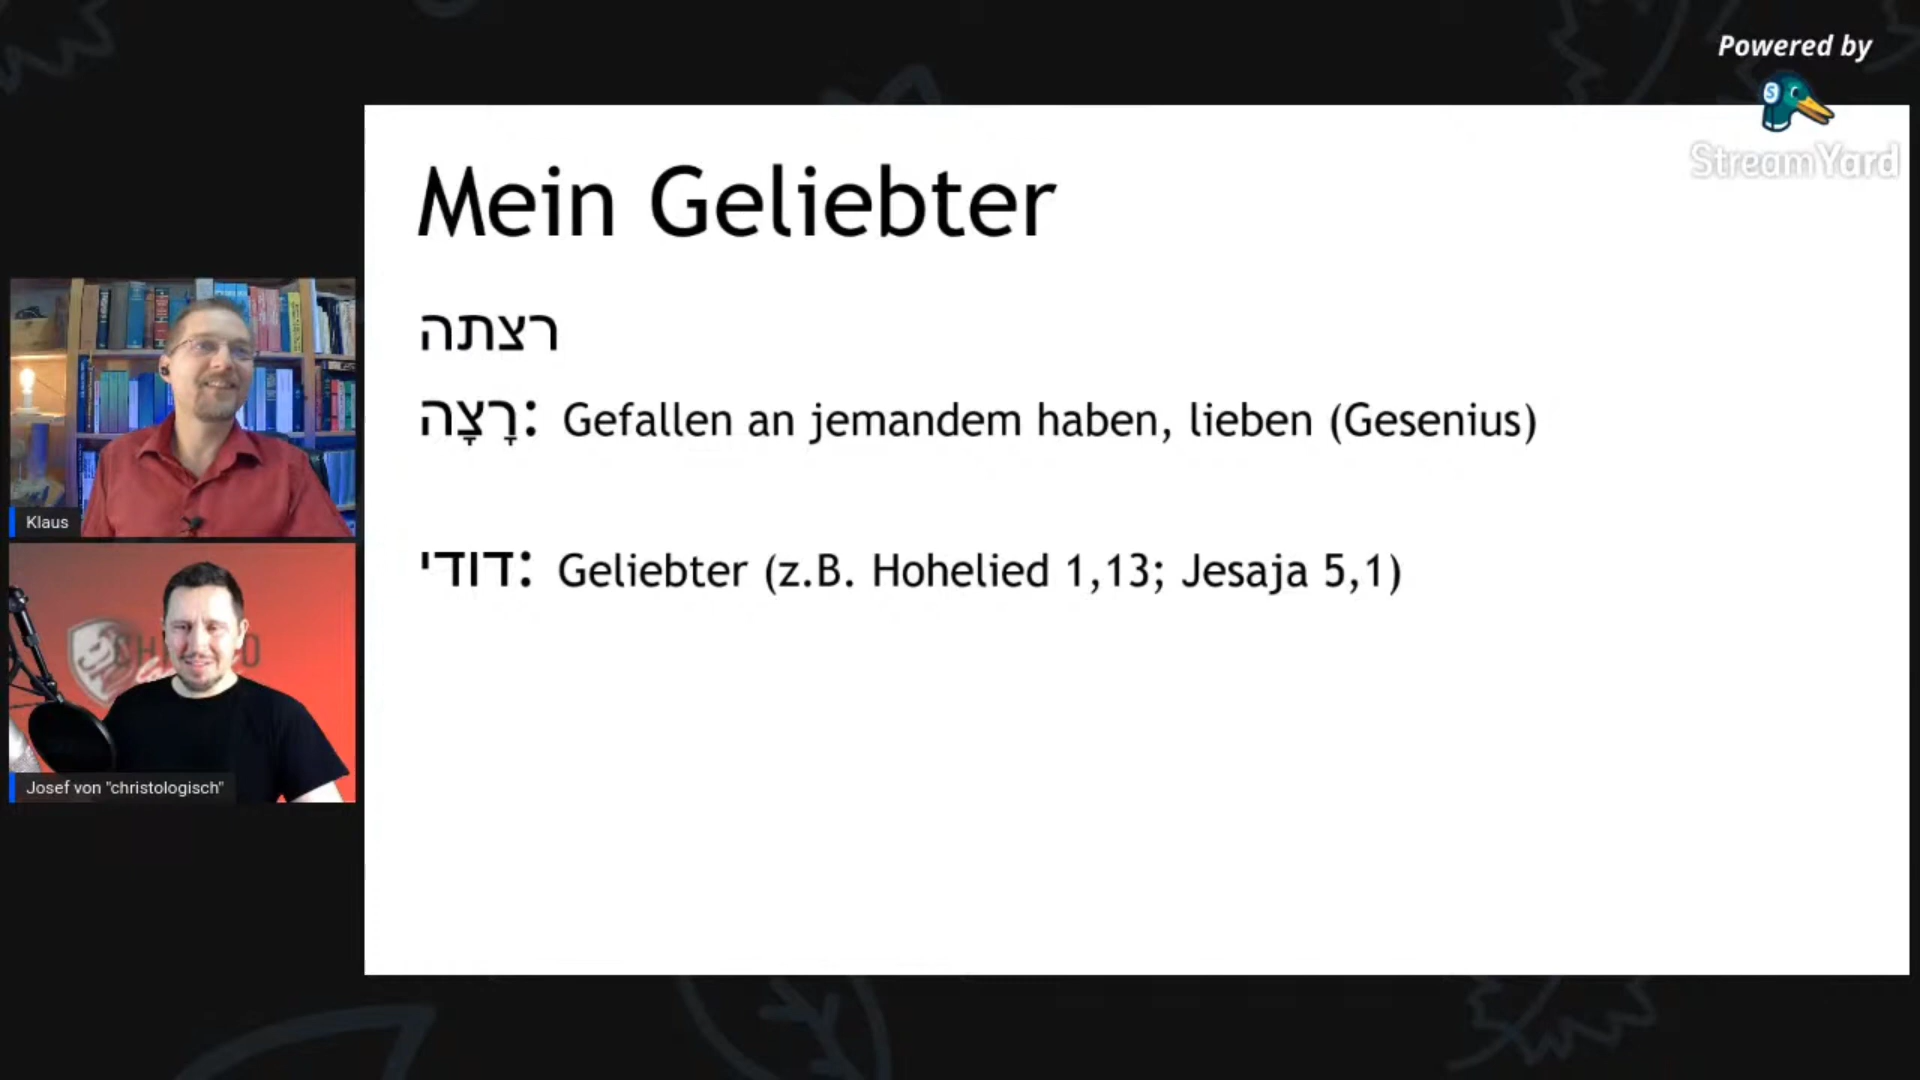 Powered by
StreamYard
Mein Geliebter
רצתה
רָצָה: Gefallen an jemandem haben, lieben (Gesenius)
דודי: Geliebter (z.B. Hohelied 1,13; Jesaja 5,1)
Klaus
Josef von "christologisch"